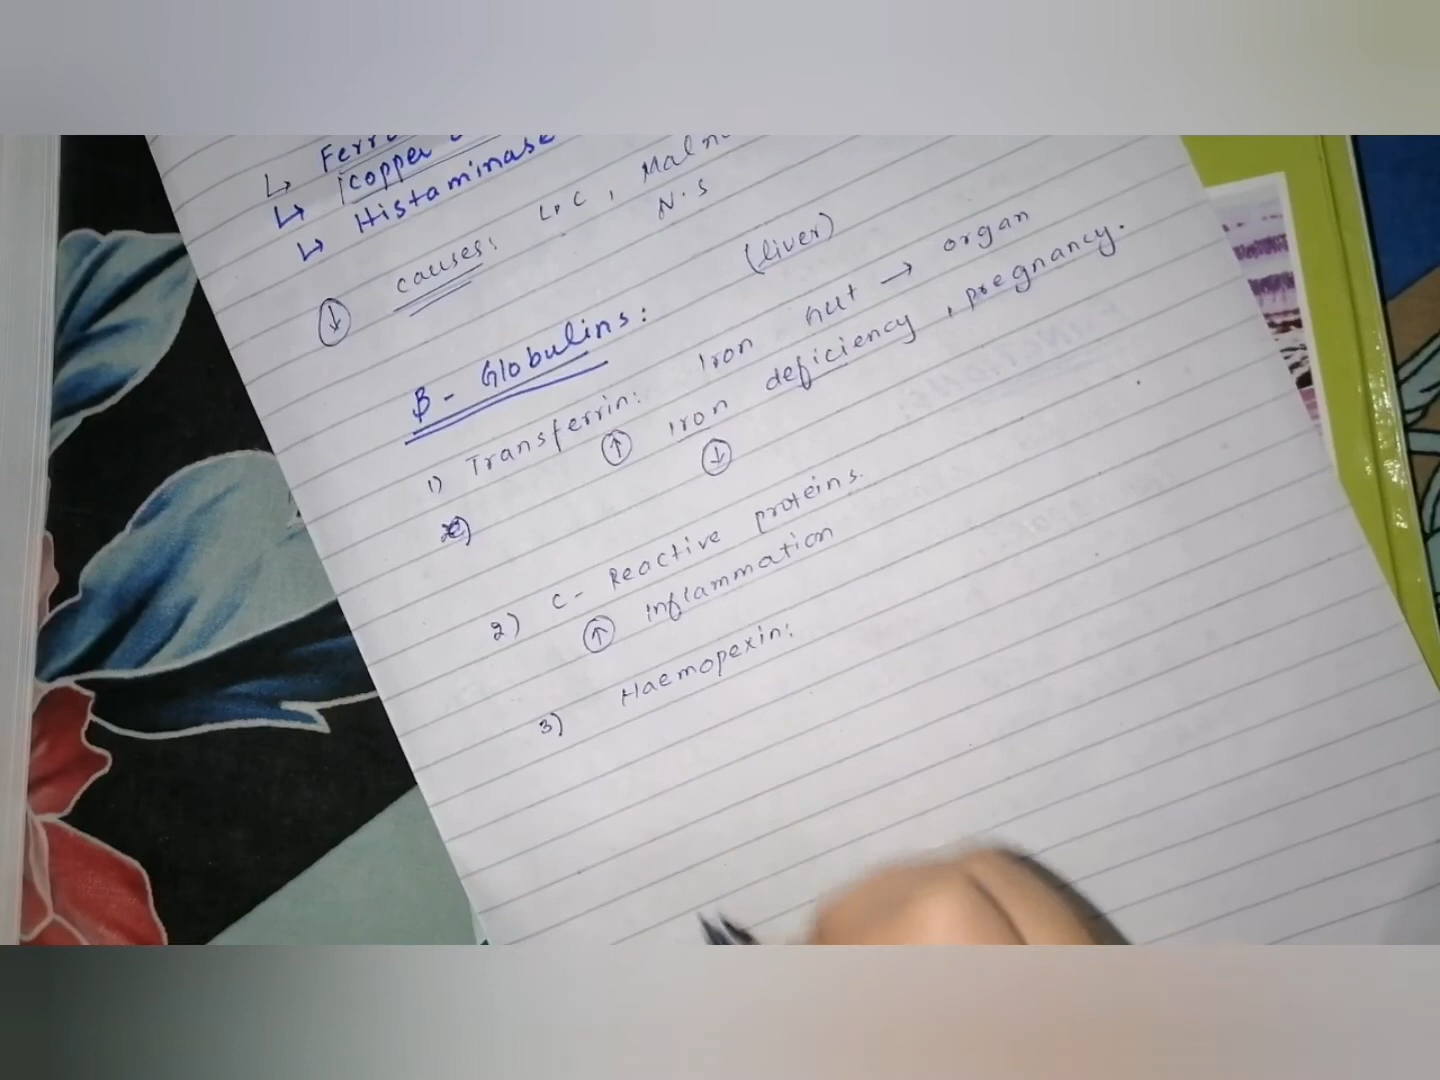 ↳ Ferro
↳ copper
↳ Histaminase
↓ causes: L.C, Maln
N.S
β- Globulins: (liver)
1) Transferrin: Iron nut → organ
↑ Iron deficiency, pregnancy.
↓
2) C- Reactive proteins.
↑ inflammation
3) Haemopexin: